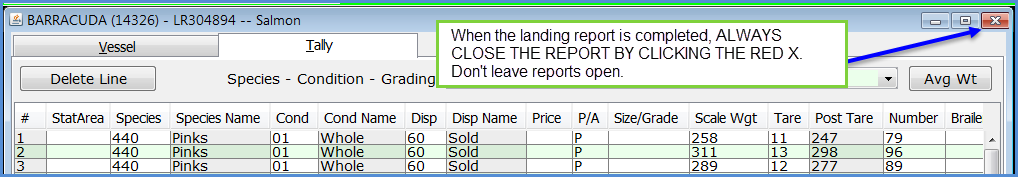 BARRACUDA (14326) - LR304894 -- Salmon
When the landing report is completed, ALWAYS
CLOSE THE REPORT BY CLICKING THE RED X.
Don't leave reports open.
Vessel Tally
Delete Line Species - Condition - Grading Avg Wt
# StatArea Species Species Name Cond Cond Name Disp Disp Name Price P/A Size/Grade Scale Wgt Tare Post Tare Number Braile
1 440 Pinks 01 Whole 60 Sold P 258 11 247 79
2 440 Pinks 01 Whole 60 Sold P 311 13 298 96
3 440 Pinks 01 Whole 60 Sold P 289 12 277 89